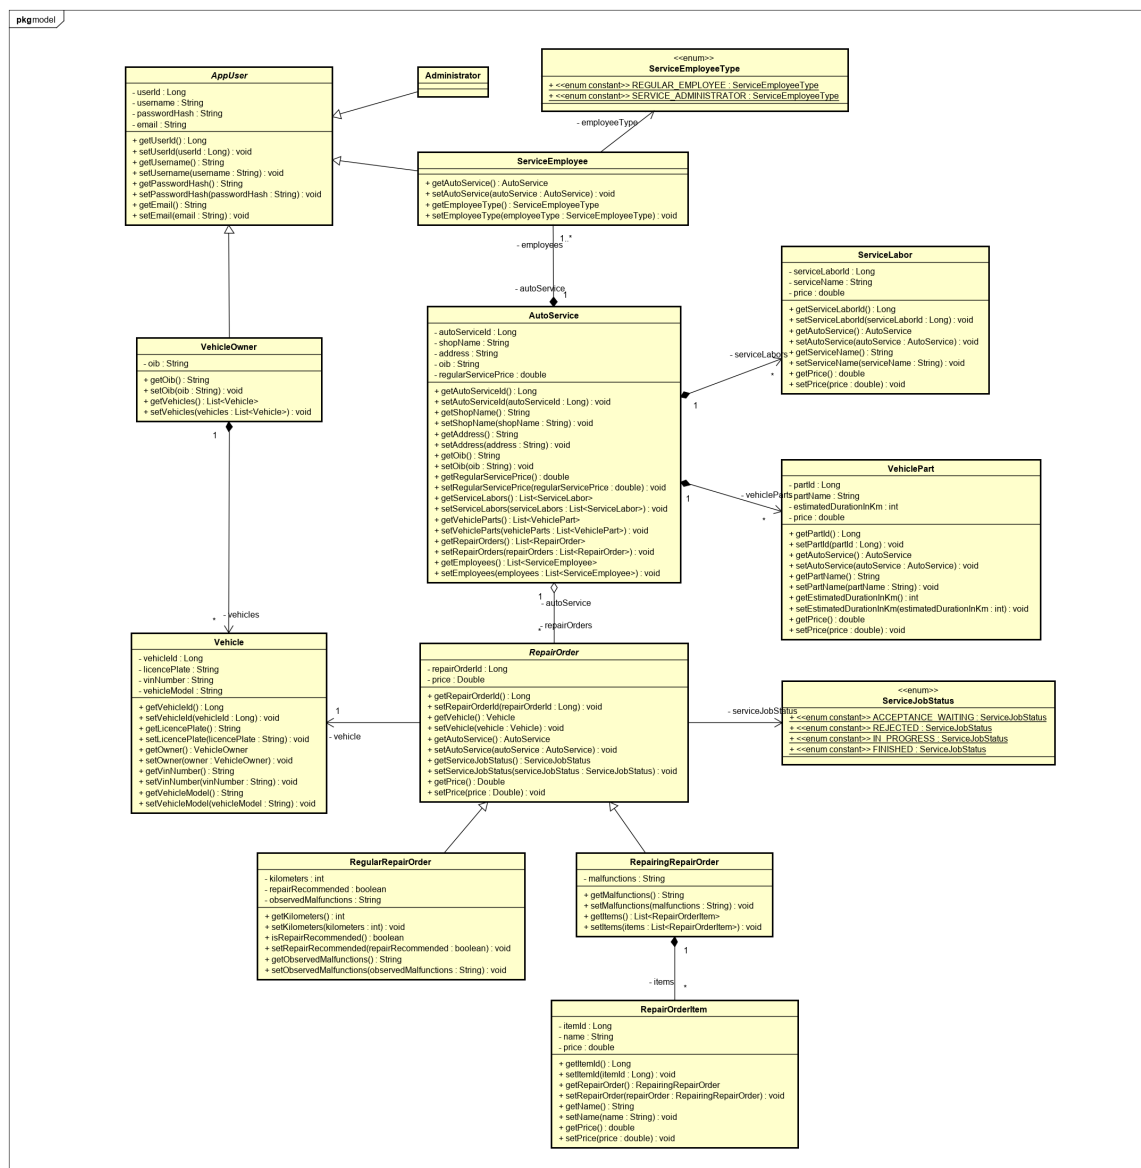 pkg model
AppUser
- userId : Long
- username : String
- passwordHash : String
- email : String
+ getUserId() : Long
+ setUserId(userId : Long) : void
+ getUsername() : String
+ setUsername(username : String) : void
+ getPasswordHash() : String
+ setPasswordHash(passwordHash : String) : void
+ getEmail() : String
+ setEmail(email : String) : void
Administrator
<<enum>>
ServiceEmployeeType
+ <<enum constant>> REGULAR_EMPLOYEE : ServiceEmployeeType
+ <<enum constant>> SERVICE_ADMINISTRATOR : ServiceEmployeeType
- employeeType
ServiceEmployee
+ getAutoService() : AutoService
+ setAutoService(autoService : AutoService) : void
+ getEmployeeType() : ServiceEmployeeType
+ setEmployeeType(employeeType : ServiceEmployeeType) : void
1..*
- employees
- autoService
1
AutoService
- autoServiceId : Long
- shopName : String
- address : String
- oib : String
- regularServicePrice : double
+ getAutoServiceId() : Long
+ setAutoServiceId(autoServiceId : Long) : void
+ getShopName() : String
+ setShopName(shopName : String) : void
+ getAddress() : String
+ setAddress(address : String) : void
+ getOib() : String
+ setOib(oib : String) : void
+ getRegularServicePrice() : double
+ setRegularServicePrice(regularServicePrice : double) : void
+ getServiceLabors() : List<ServiceLabor>
+ setServiceLabors(serviceLabors : List<ServiceLabor>) : void
+ getVehicleParts() : List<VehiclePart>
+ setVehicleParts(vehicleParts : List<VehiclePart>) : void
+ getRepairOrders() : List<RepairOrder>
+ setRepairOrders(repairOrders : List<RepairOrder>) : void
+ getEmployees() : List<ServiceEmployee>
+ setEmployees(employees : List<ServiceEmployee>) : void
ServiceLabor
- serviceLaborId : Long
- serviceName : String
- price : double
+ getServiceLaborId() : Long
+ setServiceLaborId(serviceLaborId : Long) : void
+ getAutoService() : AutoService
+ setAutoService(autoService : AutoService) : void
+ getServiceName() : String
+ setServiceName(serviceName : String) : void
+ getPrice() : double
+ setPrice(price : double) : void
- serviceLabors
*
1
VehicleOwner
- oib : String
+ getOib() : String
+ setOib(oib : String) : void
+ getVehicles() : List<Vehicle>
+ setVehicles(vehicles : List<Vehicle>) : void
1
- vehicles
*
VehiclePart
- partId : Long
- partName : String
- estimatedDurationInKm : int
- price : double
+ getPartId() : Long
+ setPartId(partId : Long) : void
+ getAutoService() : AutoService
+ setAutoService(autoService : AutoService) : void
+ getPartName() : String
+ setPartName(partName : String) : void
+ getEstimatedDurationInKm() : int
+ setEstimatedDurationInKm(estimatedDurationInKm : int) : void
+ getPrice() : double
+ setPrice(price : double) : void
- vehicleParts
1
*
1
- autoService
- repairOrders
*
Vehicle
- vehicleId : Long
- licencePlate : String
- vinNumber : String
- vehicleModel : String
+ getVehicleId() : Long
+ setVehicleId(vehicleId : Long) : void
+ getLicencePlate() : String
+ setLicencePlate(licencePlate : String) : void
+ getOwner() : VehicleOwner
+ setOwner(owner : VehicleOwner) : void
+ getVinNumber() : String
+ setVinNumber(vinNumber : String) : void
+ getVehicleModel() : String
+ setVehicleModel(vehicleModel : String) : void
1
- vehicle
RepairOrder
- repairOrderId : Long
- price : Double
+ getRepairOrderId() : Long
+ setRepairOrderId(repairOrderId : Long) : void
+ getVehicle() : Vehicle
+ setVehicle(vehicle : Vehicle) : void
+ getAutoService() : AutoService
+ setAutoService(autoService : AutoService) : void
+ getServiceJobStatus() : ServiceJobStatus
+ setServiceJobStatus(serviceJobStatus : ServiceJobStatus) : void
+ getPrice() : Double
+ setPrice(price : Double) : void
- serviceJobStatus
<<enum>>
ServiceJobStatus
+ <<enum constant>> ACCEPTANCE_WAITING : ServiceJobStatus
+ <<enum constant>> REJECTED : ServiceJobStatus
+ <<enum constant>> IN_PROGRESS : ServiceJobStatus
+ <<enum constant>> FINISHED : ServiceJobStatus
RegularRepairOrder
- kilometers : int
- repairRecommended : boolean
- observedMalfunctions : String
+ getKilometers() : int
+ setKilometers(kilometers : int) : void
+ isRepairRecommended() : boolean
+ setRepairRecommended(repairRecommended : boolean) : void
+ getObservedMalfunctions() : String
+ setObservedMalfunctions(observedMalfunctions : String) : void
RepairingRepairOrder
- malfunctions : String
+ getMalfunctions() : String
+ setMalfunctions(malfunctions : String) : void
+ getItems() : List<RepairOrderItem>
+ setItems(items : List<RepairOrderItem>) : void
1
- items
*
RepairOrderItem
- itemId : Long
- name : String
- price : double
+ getItemId() : Long
+ setItemId(itemId : Long) : void
+ getRepairOrder() : RepairingRepairOrder
+ setRepairOrder(repairOrder : RepairingRepairOrder) : void
+ getName() : String
+ setName(name : String) : void
+ getPrice() : double
+ setPrice(price : double) : void